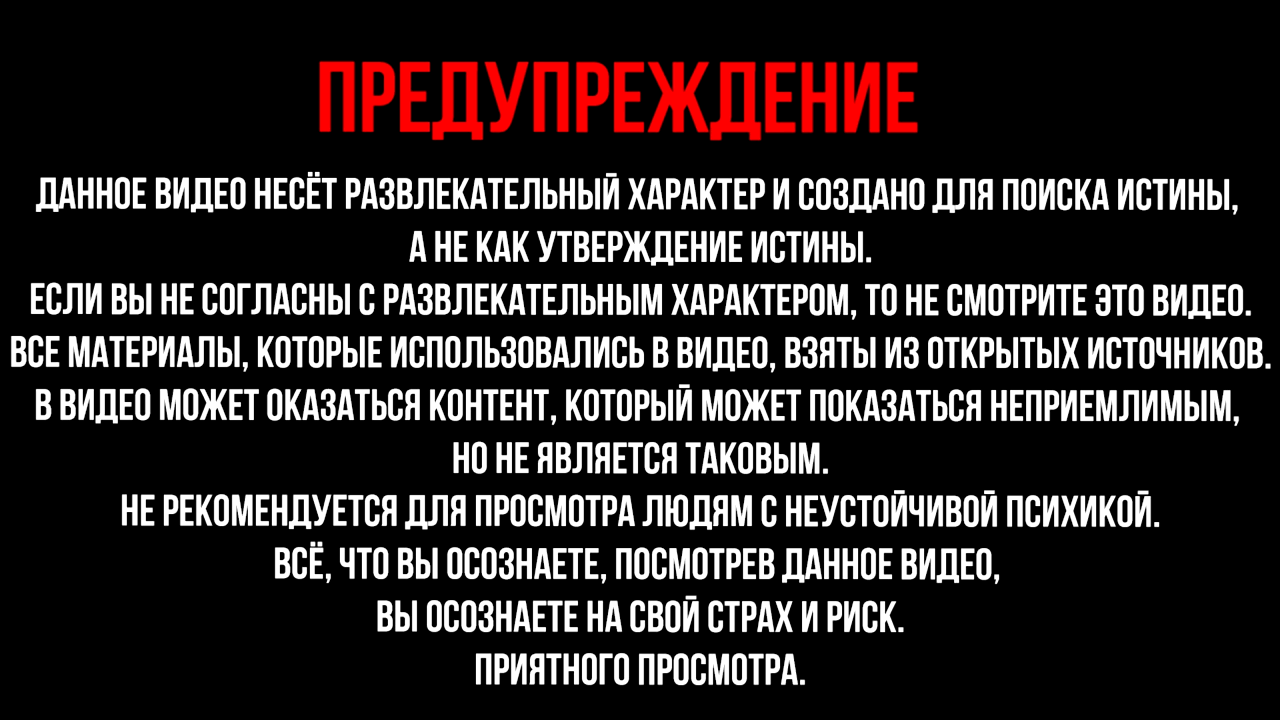 ПРЕДУПРЕЖДЕНИЕ
ДАННОЕ ВИДЕО НЕСЁТ РАЗВЛЕКАТЕЛЬНЫЙ ХАРАКТЕР И СОЗДАНО ДЛЯ ПОИСКА ИСТИНЫ,
А НЕ КАК УТВЕРЖДЕНИЕ ИСТИНЫ.
ЕСЛИ ВЫ НЕ СОГЛАСНЫ С РАЗВЛЕКАТЕЛЬНЫМ ХАРАКТЕРОМ, ТО НЕ СМОТРИТЕ ЭТО ВИДЕО.
ВСЕ МАТЕРИАЛЫ, КОТОРЫЕ ИСПОЛЬЗОВАЛИСЬ В ВИДЕО, ВЗЯТЫ ИЗ ОТКРЫТЫХ ИСТОЧНИКОВ.
В ВИДЕО МОЖЕТ ОКАЗАТЬСЯ КОНТЕНТ, КОТОРЫЙ МОЖЕТ ПОКАЗАТЬСЯ НЕПРИЕМЛИМЫМ,
НО НЕ ЯВЛЯЕТСЯ ТАКОВЫМ.
НЕ РЕКОМЕНДУЕТСЯ ДЛЯ ПРОСМОТРА ЛЮДЯМ С НЕУСТОЙЧИВОЙ ПСИХИКОЙ.
ВСЁ, ЧТО ВЫ ОСОЗНАЕТЕ, ПОСМОТРЕВ ДАННОЕ ВИДЕО,
ВЫ ОСОЗНАЕТЕ НА СВОЙ СТРАХ И РИСК.
ПРИЯТНОГО ПРОСМОТРА.